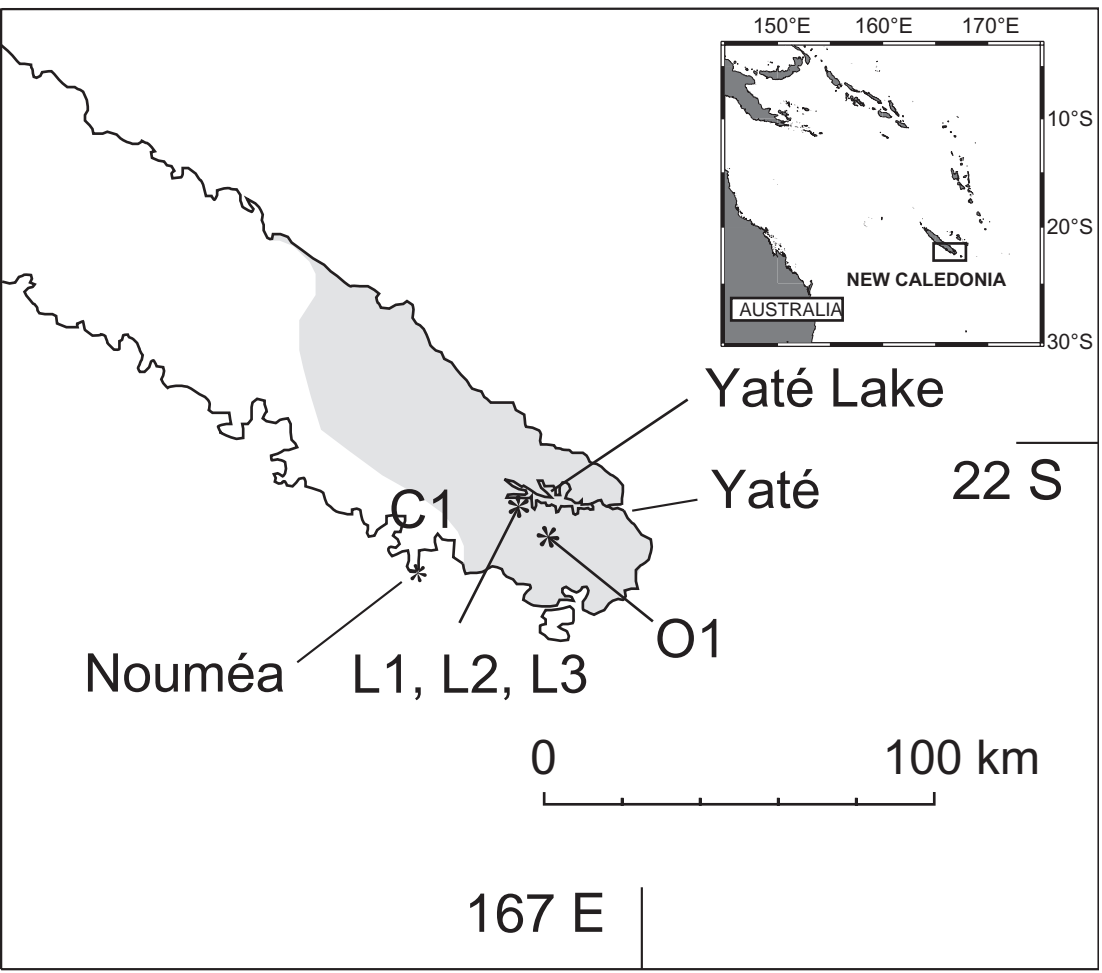 150°E 160°E 170°E
10°S
20°S
NEW CALEDONIA
AUSTRALIA
30°S
Yaté Lake
22 S
Yaté
C1
O1
Nouméa
L1, L2, L3
0 100 km
167 E